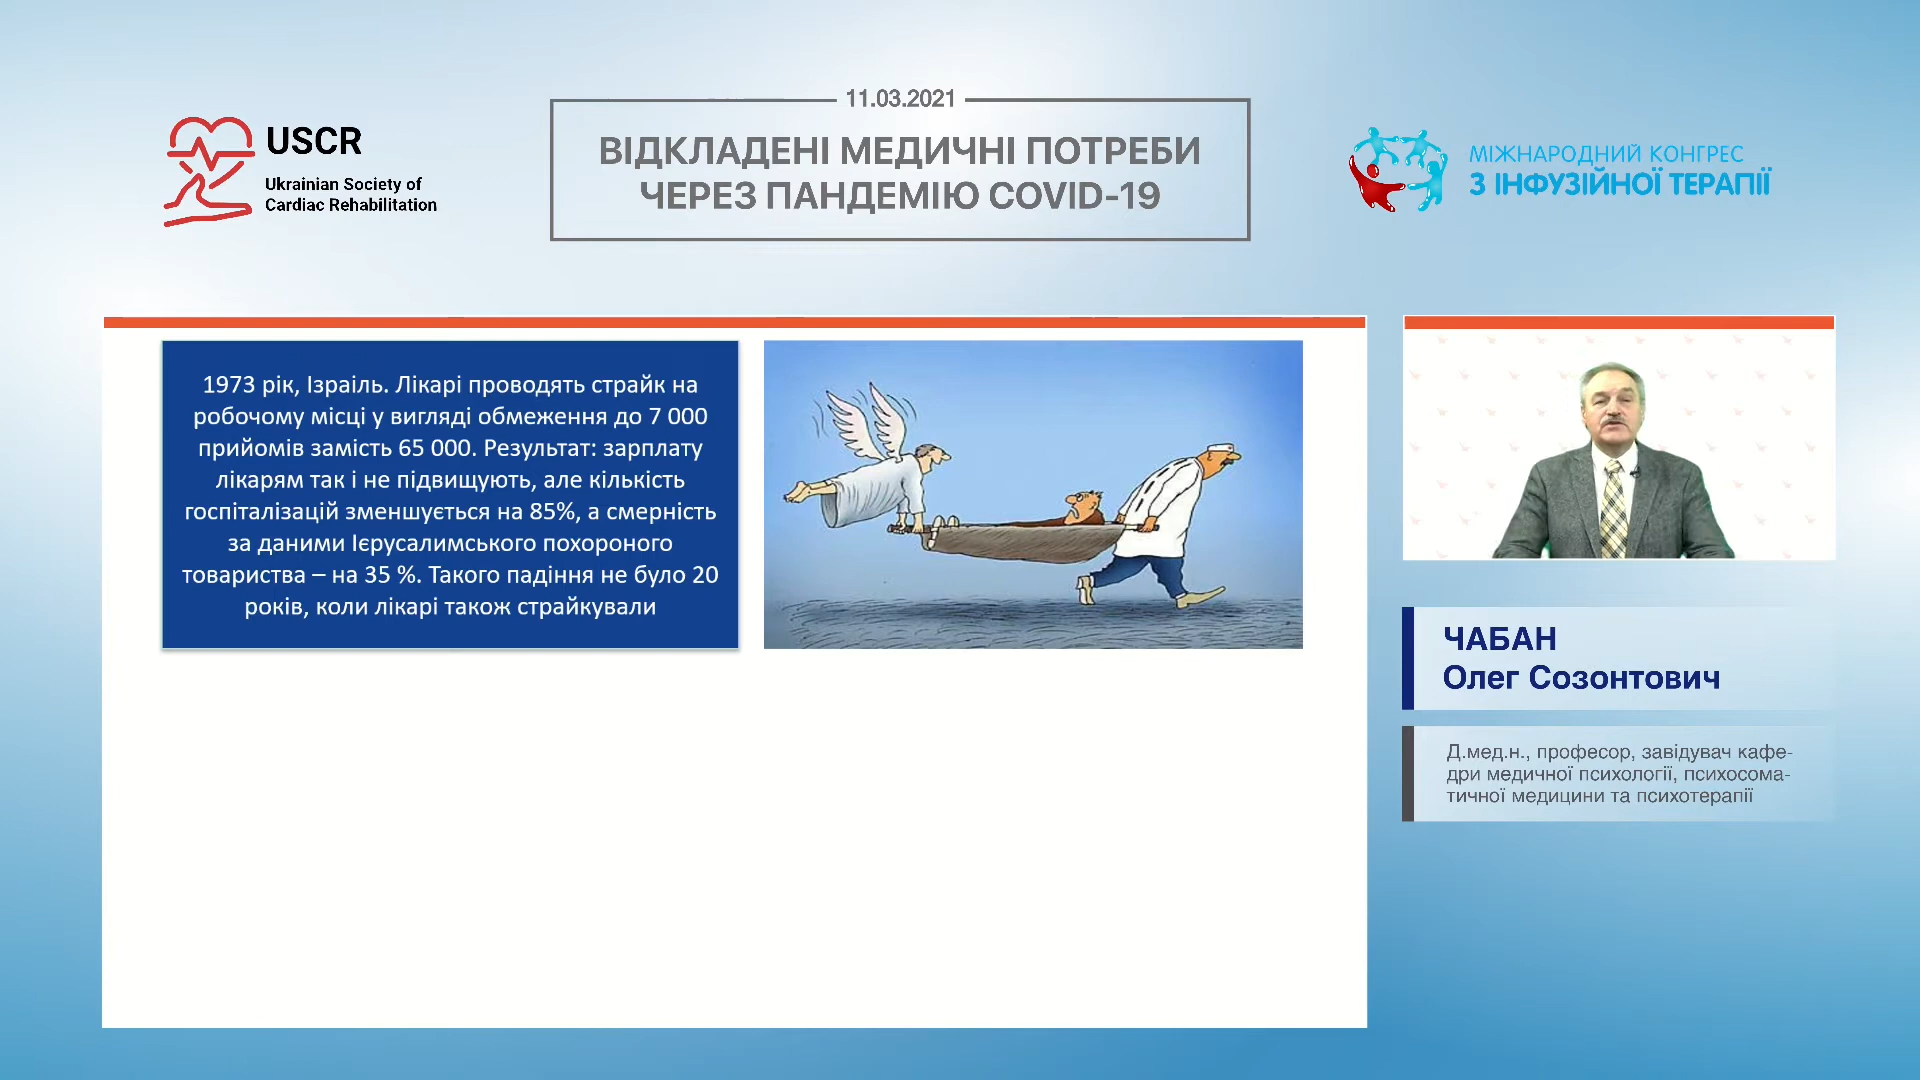 USCR
Ukrainian Society of
Cardiac Rehabilitation
11.03.2021
ВІДКЛАДЕНІ МЕДИЧНІ ПОТРЕБИ
ЧЕРЕЗ ПАНДЕМІЮ COVID-19
МІЖНАРОДНИЙ КОНГРЕС
З ІНФУЗІЙНОЇ ТЕРАПІЇ
1973 рік, Ізраіль. Лікарі проводять страйк на
робочому місці у вигляді обмеження до 7 000
прийомів замість 65 000. Результат: зарплату
лікарям так і не підвищують, але кількість
госпіталізацій зменшується на 85%, а смерність
за даними Ієрусалимського похороного
товариства – на 35 %. Такого падіння не було 20
років, коли лікарі також страйкували
ЧАБАН
Олег Созонтович
Д.мед.н., професор, завідувач кафе-
дри медичної психології, психосома-
тичної медицини та психотерапії